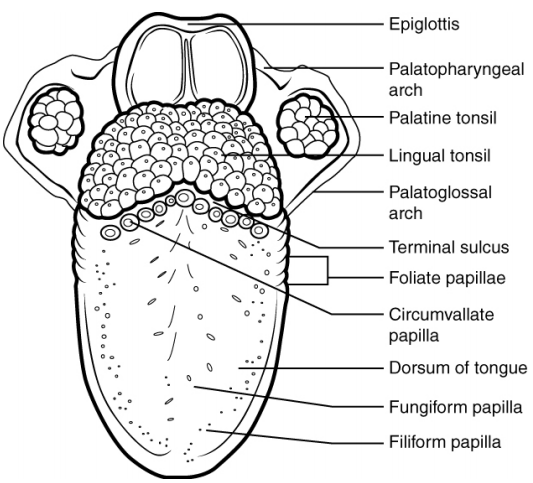 Epiglottis
Palatopharyngeal
arch
Palatine tonsil
Lingual tonsil
Palatoglossal
arch
Terminal sulcus
Foliate papillae
Circumvallate
papilla
Dorsum of tongue
Fungiform papilla
Filiform papilla